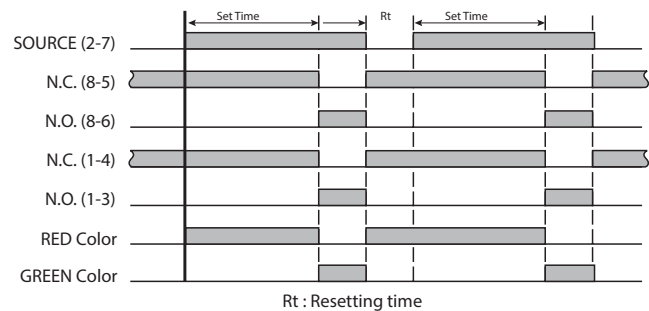 Set Time Rt Set Time
SOURCE (2-7)
N.C. (8-5)
N.O. (8-6)
N.C. (1-4)
N.O. (1-3)
RED Color
GREEN Color
Rt : Resetting time